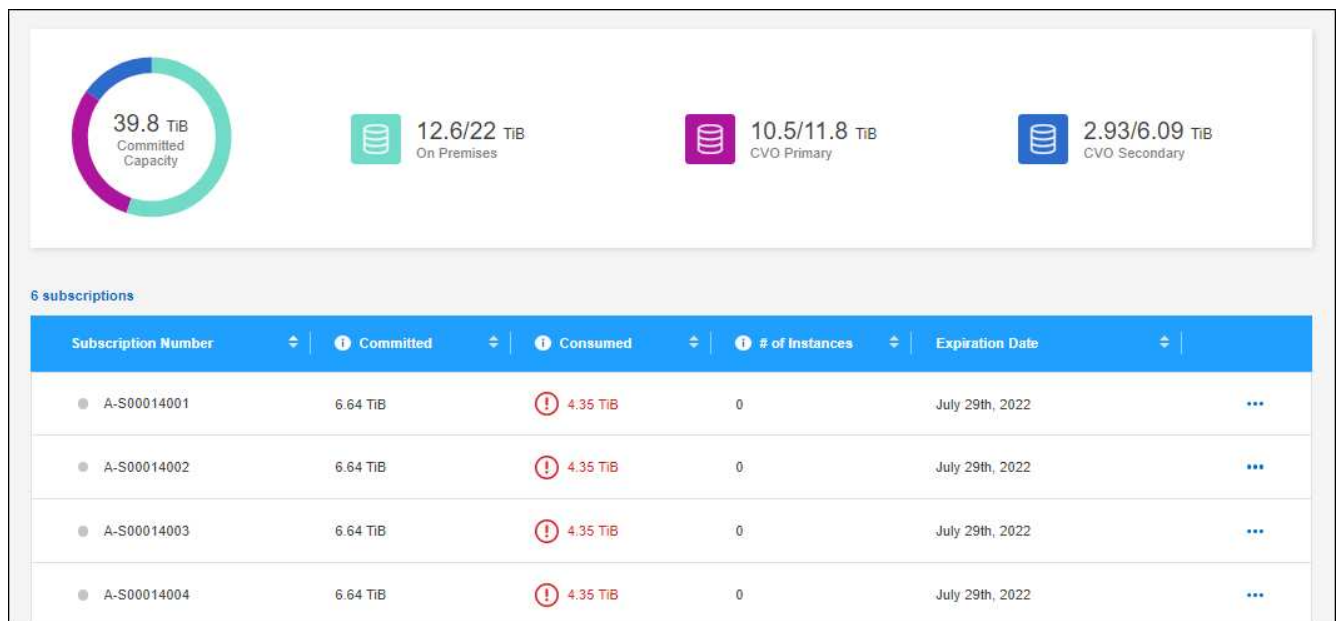 39.8 TiB
Committed
Capacity
12.6/22 TiB
On Premises
10.5/11.8 TiB
CVO Primary
2.93/6.09 TiB
CVO Secondary
6 subscriptions
Subscription Number Committed Consumed # of Instances Expiration Date
A-S00014001 6.64 TiB 4.35 TiB 0 July 29th, 2022
A-S00014002 6.64 TiB 4.35 TiB 0 July 29th, 2022
A-S00014003 6.64 TiB 4.35 TiB 0 July 29th, 2022
A-S00014004 6.64 TiB 4.35 TiB 0 July 29th, 2022